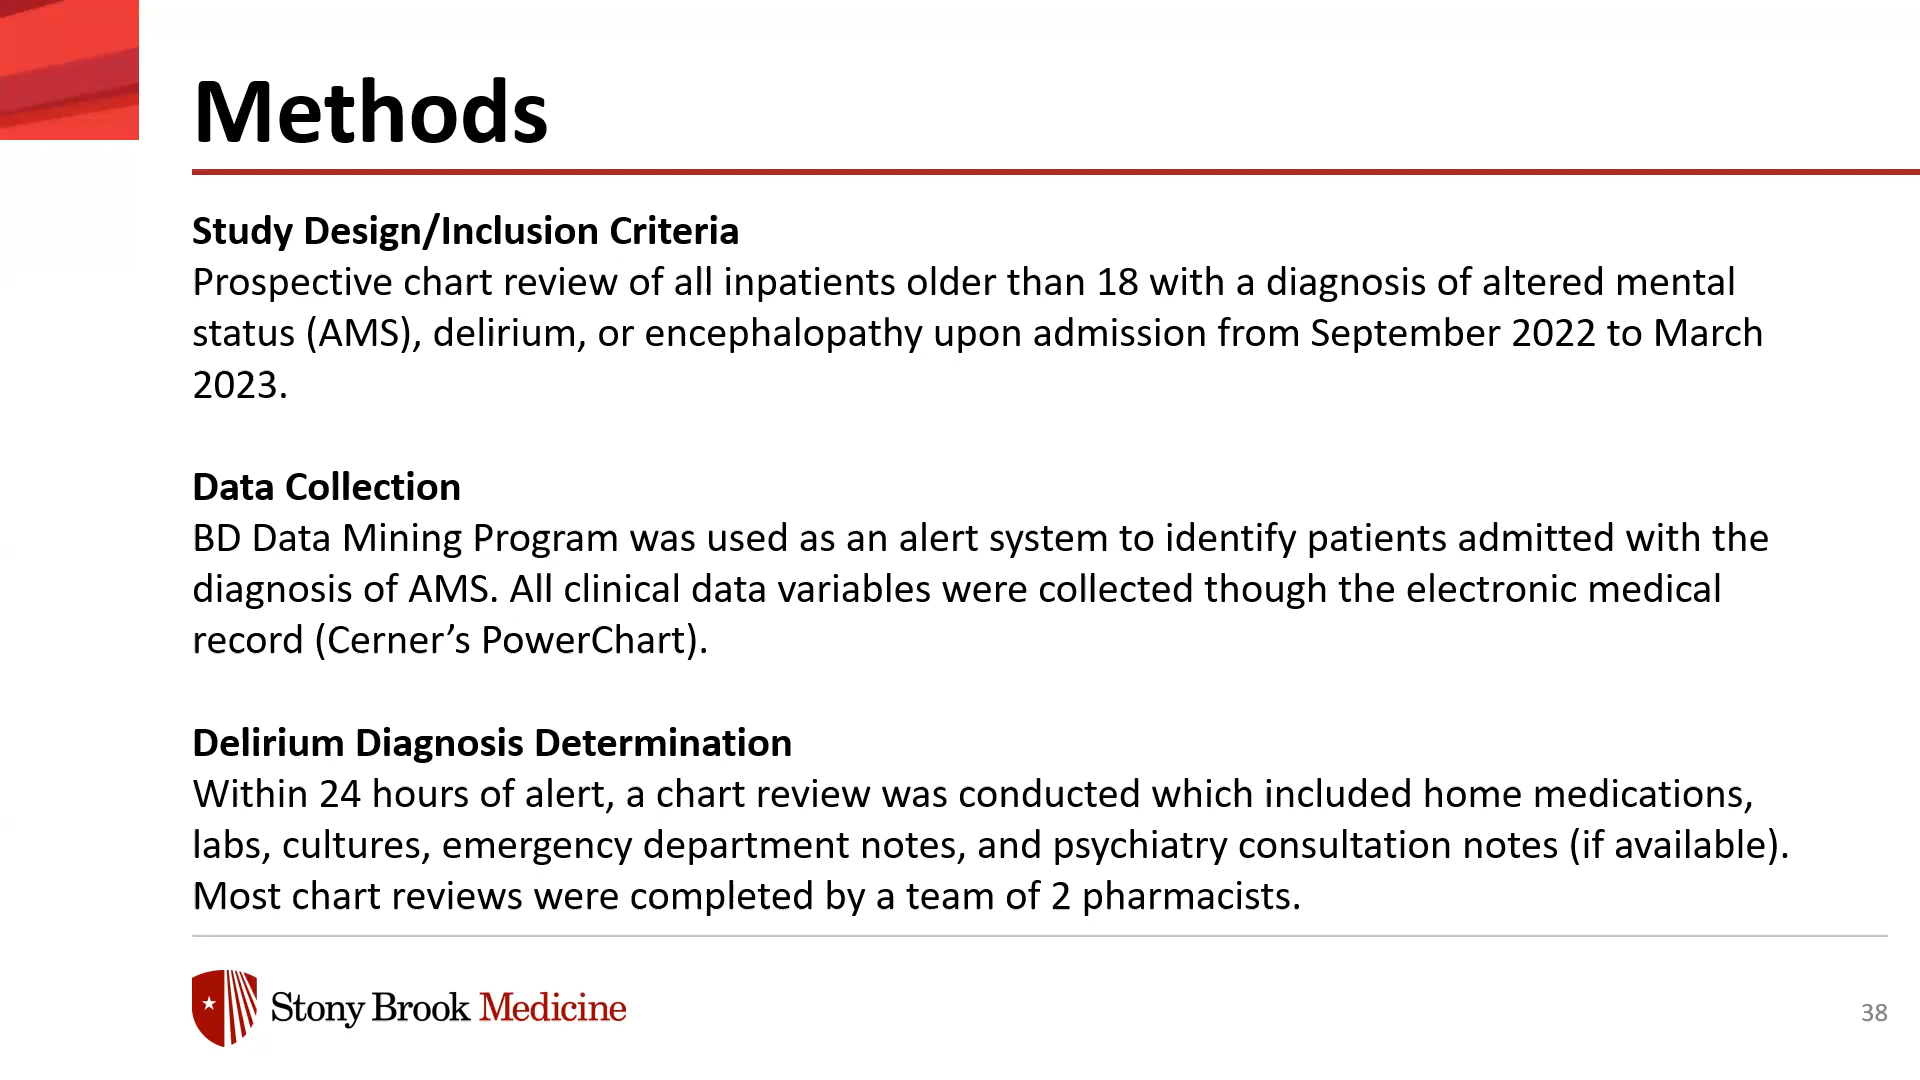 Methods
Study Design/Inclusion Criteria
Prospective chart review of all inpatients older than 18 with a diagnosis of altered mental
status (AMS), delirium, or encephalopathy upon admission from September 2022 to March
2023.
Data Collection
BD Data Mining Program was used as an alert system to identify patients admitted with the
diagnosis of AMS. All clinical data variables were collected though the electronic medical
record (Cerner’s PowerChart).
Delirium Diagnosis Determination
Within 24 hours of alert, a chart review was conducted which included home medications,
labs, cultures, emergency department notes, and psychiatry consultation notes (if available).
Most chart reviews were completed by a team of 2 pharmacists.
Stony Brook Medicine
38